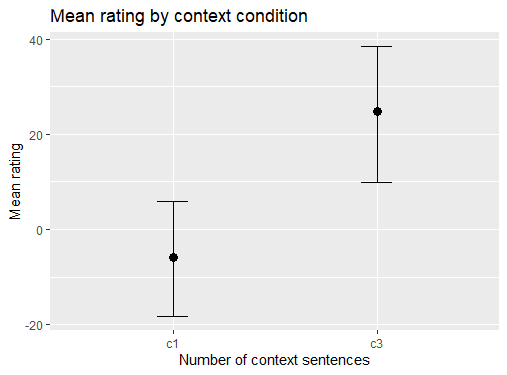 Mean rating by context condition
40
20
0
-20
Mean rating
c1
c3
Number of context sentences